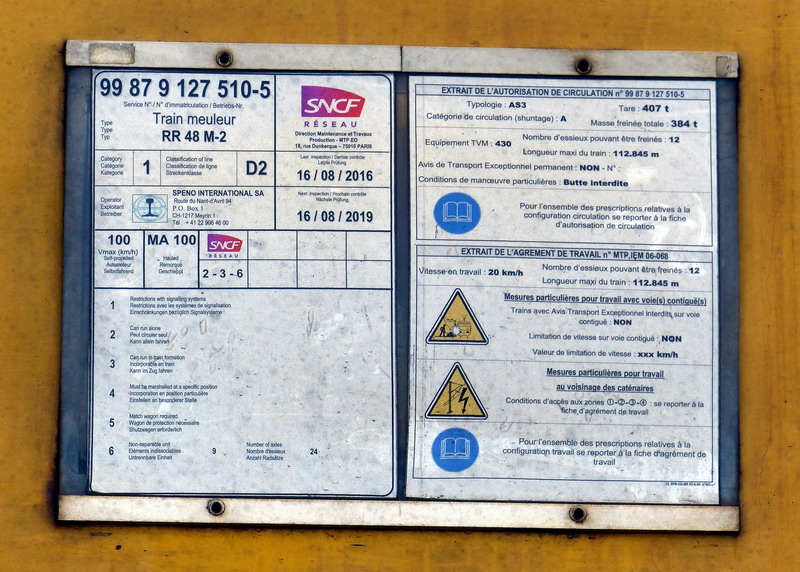 99 87 9 127 510-5
Service N° / N° d'immatriculation / Betriebs-Nr.
Type
Type
Typ
Train meuleur
RR 48 M-2
SNCF
RÉSEAU
Direction Maintenance et Travaux
Production - MTP EO
18, rue Dunkerque - 75010 PARIS
Category
Catégorie
Kategorie
1
Classification of line
Classification de ligne
Streckenklasse
D2
Last inspection / Dernier contrôle
Letzte Prüfung
16 / 08 / 2016
Operator
Exploitant
Betreiber
SPENO INTERNATIONAL SA
Route du Nant-d'Avril 94
P.O. Box 1
CH-1217 Meyrin 1
Tél : + 41 22 906 46 00
Next inspection / Prochain contrôle
Nächste Prüfung
16 / 08 / 2019
100
Vmax (km/h)
Self-propelled
Automoteur
Selbstfahrend
MA 100
Hauled
Remorqué
Geschleppt
SNCF
RÉSEAU
2 - 3 - 6
1
Restrictions with signalling systems
Restrictions avec les systèmes de signalisation
Einschränkungen bezüglich Signalsysteme
2
Can run alone
Peut circuler seul
Kann allein fahren
3
Can run in train formation
Incorporable en train
Kann im Zug fahren
4
Must be marshalled at a specific position
Incorporation en position particulière
Einstellen an besonderer Stelle
5
Match wagon required
Wagon de protection nécessaire
Shutzwagen erforderlich
6
Non-seperable unit
Eléments indissociables
Untrennbare Einheit
9
Number of axles
Nombre d'essieux
Anzahl Radsätze
24
EXTRAIT DE L'AUTORISATION DE CIRCULATION n° 99 87 9 127 510-5
Typologie : AS3
Tare : 407 t
Catégorie de circulation (shuntage) : A
Masse freinée totale : 384 t
Equipement TVM : 430
Nombre d'essieux pouvant être freinés : 12
Longueur maxi du train : 112.845 m
Avis de Transport Exceptionnel permanent : NON - N° :
Conditions de manœuvre particulières : Butte interdite
Pour l'ensemble des prescriptions relatives à la
configuration circulation se reporter à la fiche
d'autorisation de circulation
EXTRAIT DE L'AGREMENT DE TRAVAIL n° MTP.IEM 06-068
Vitesse en travail : 20 km/h
Nombre d'essieux pouvant être freinés : 12
Longueur maxi du train : 112.845 m
Mesures particulières pour travail avec voie(s) contiguë(s)
Trains avec Avis Transport Exceptionnel Interdits sur voie
contiguë : NON
Limitation de vitesse sur voie contiguë : NON
Valeur de limitation de vitesse : xxx km/h
Mesures particulières pour travail
au voisinage des caténaires
Conditions d'accès aux zones ①-②-③-④ : se reporter à la
fiche d'agrément de travail
Pour l'ensemble des prescriptions relatives à la
configuration travail se reporter à la fiche d'agrément de
travail